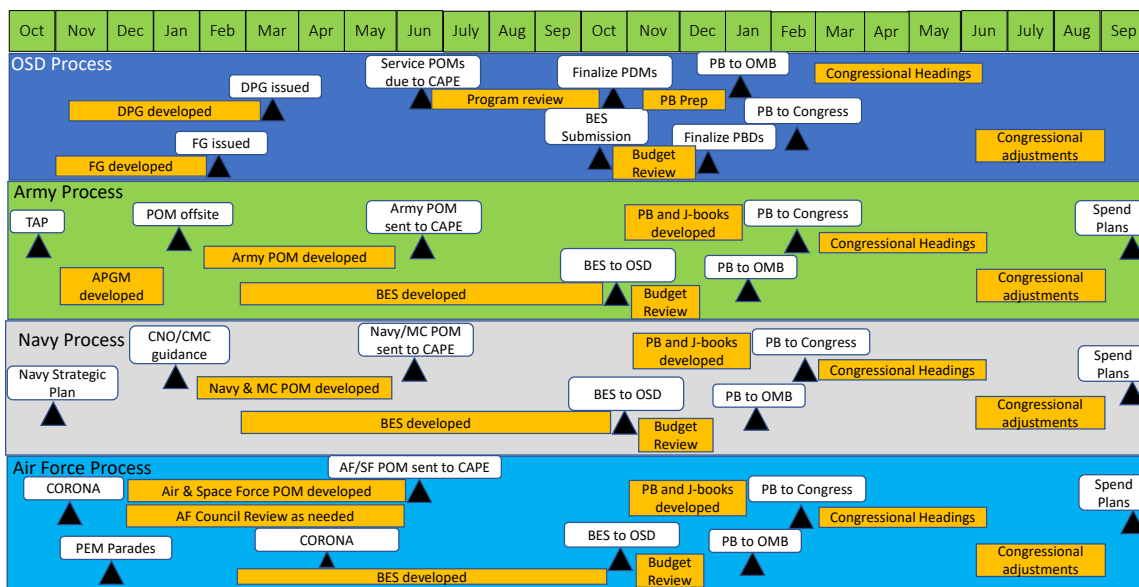 Oct Nov Dec Jan Feb Mar Apr May Jun July Aug Sep Oct Nov Dec Jan Feb Mar Apr May Jun July Aug Sep
OSD Process
Service POMs
due to CAPE
Finalize PDMs
PB to OMB
Congressional Headings
DPG issued
DPG developed
Program review
PB Prep
BES
Submission
PB to Congress
FG issued
Finalize PBDs
FG developed
Budget
Review
Congressional
adjustments
Army Process
TAP
POM offsite
Army POM
sent to CAPE
PB and J-books
developed
PB to Congress
Spend
Plans
Congressional Headings
Army POM developed
APGM
developed
BES to OSD
PB to OMB
BES developed
Budget
Review
Congressional
adjustments
Navy Process
CNO/CMC
guidance
Navy/MC POM
sent to CAPE
PB and J-books
developed
PB to Congress
Spend
Plans
Navy Strategic
Plan
Navy & MC POM developed
Congressional Headings
BES to OSD
PB to OMB
BES developed
Budget
Review
Congressional
adjustments
Air Force Process
AF/SF POM sent to CAPE
CORONA
Air & Space Force POM developed
PB and J-books
developed
PB to Congress
Spend
Plans
AF Council Review as needed
Congressional Headings
PEM Parades
CORONA
BES to OSD
PB to OMB
BES developed
Budget
Review
Congressional
adjustments